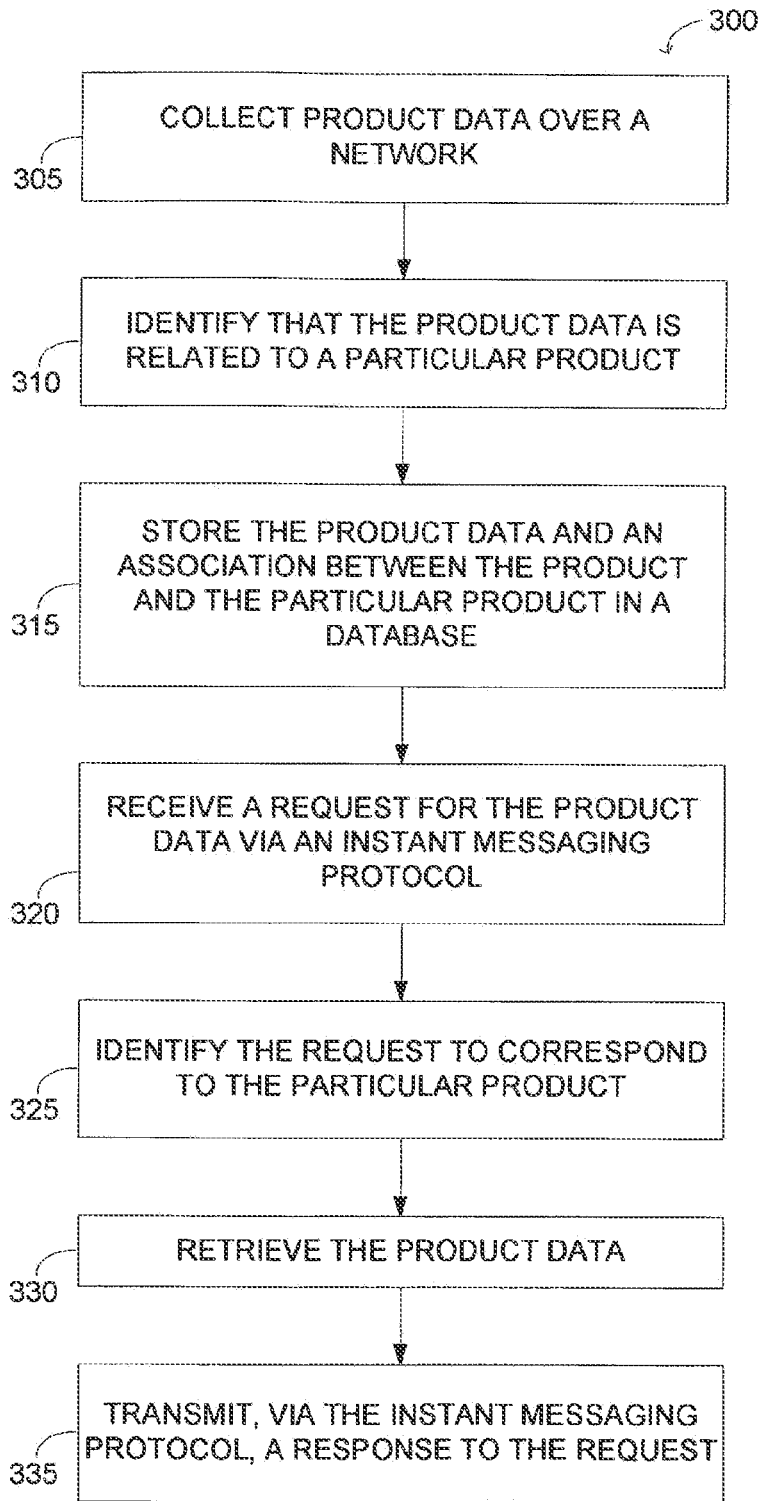 300
COLLECT PRODUCT DATA OVER A
NETWORK
305
IDENTIFY THAT THE PRODUCT DATA IS
RELATED TO A PARTICULAR PRODUCT
310
STORE THE PRODUCT DATA AND AN
ASSOCIATION BETWEEN THE PRODUCT
AND THE PARTICULAR PRODUCT IN A
DATABASE
315
RECEIVE A REQUEST FOR THE PRODUCT
DATA VIA AN INSTANT MESSAGING
PROTOCOL
320
IDENTIFY THE REQUEST TO CORRESPOND
TO THE PARTICULAR PRODUCT
325
RETRIEVE THE PRODUCT DATA
330
TRANSMIT, VIA THE INSTANT MESSAGING
PROTOCOL, A RESPONSE TO THE REQUEST
335